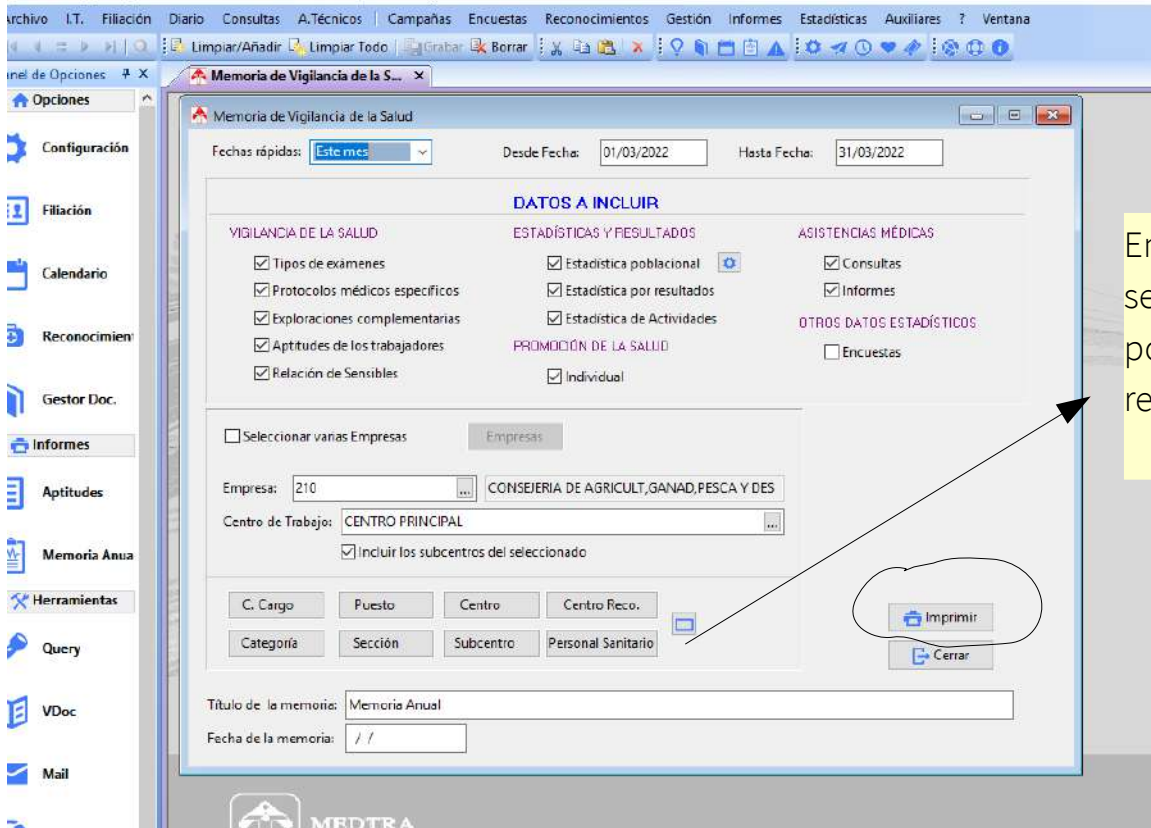 Archivo I.T. Filiación Diario Consultas A.Técnicos Campañas Encuestas Reconocimientos Gestión Informes Estadísticas Auxiliares ? Ventana
Limpiar/Añadir Limpiar Todo Grabar Borrar
Panel de Opciones
Memoria de Vigilancia de la S...
Opciones
Configuración
Filiación
Calendario
Reconocimien
Gestor Doc.
Informes
Aptitudes
Memoria Anua
Herramientas
Query
VDoc
Mail
Memoria de Vigilancia de la Salud
Fechas rápidas: Este mes Desde Fecha: 01/03/2022 Hasta Fecha: 31/03/2022
DATOS A INCLUIR
VIGILANCIA DE LA SALUD
Tipos de exámenes
Protocolos médicos específicos
Exploraciones complementarias
Aptitudes de los trabajadores
Relación de Sensibles
ESTADÍSTICAS Y RESULTADOS
Estadística poblacional
Estadística por resultados
Estadística de Actividades
PROMOCIÓN DE LA SALUD
Individual
ASISTENCIAS MÉDICAS
Consultas
Informes
OTROS DATOS ESTADÍSTICOS
Encuestas
Seleccionar varias Empresas Empresas
Empresa: 210 ... CONSEJERIA DE AGRICULT,GANAD,PESCA Y DES
Centro de Trabajo: CENTRO PRINCIPAL ...
Incluir los subcentros del seleccionado
C. Cargo Puesto Centro Centro Reco.
Categoría Sección Subcentro Personal Sanitario
Imprimir
Cerrar
Título de la memoria: Memoria Anual
Fecha de la memoria: / /
MEDTRA